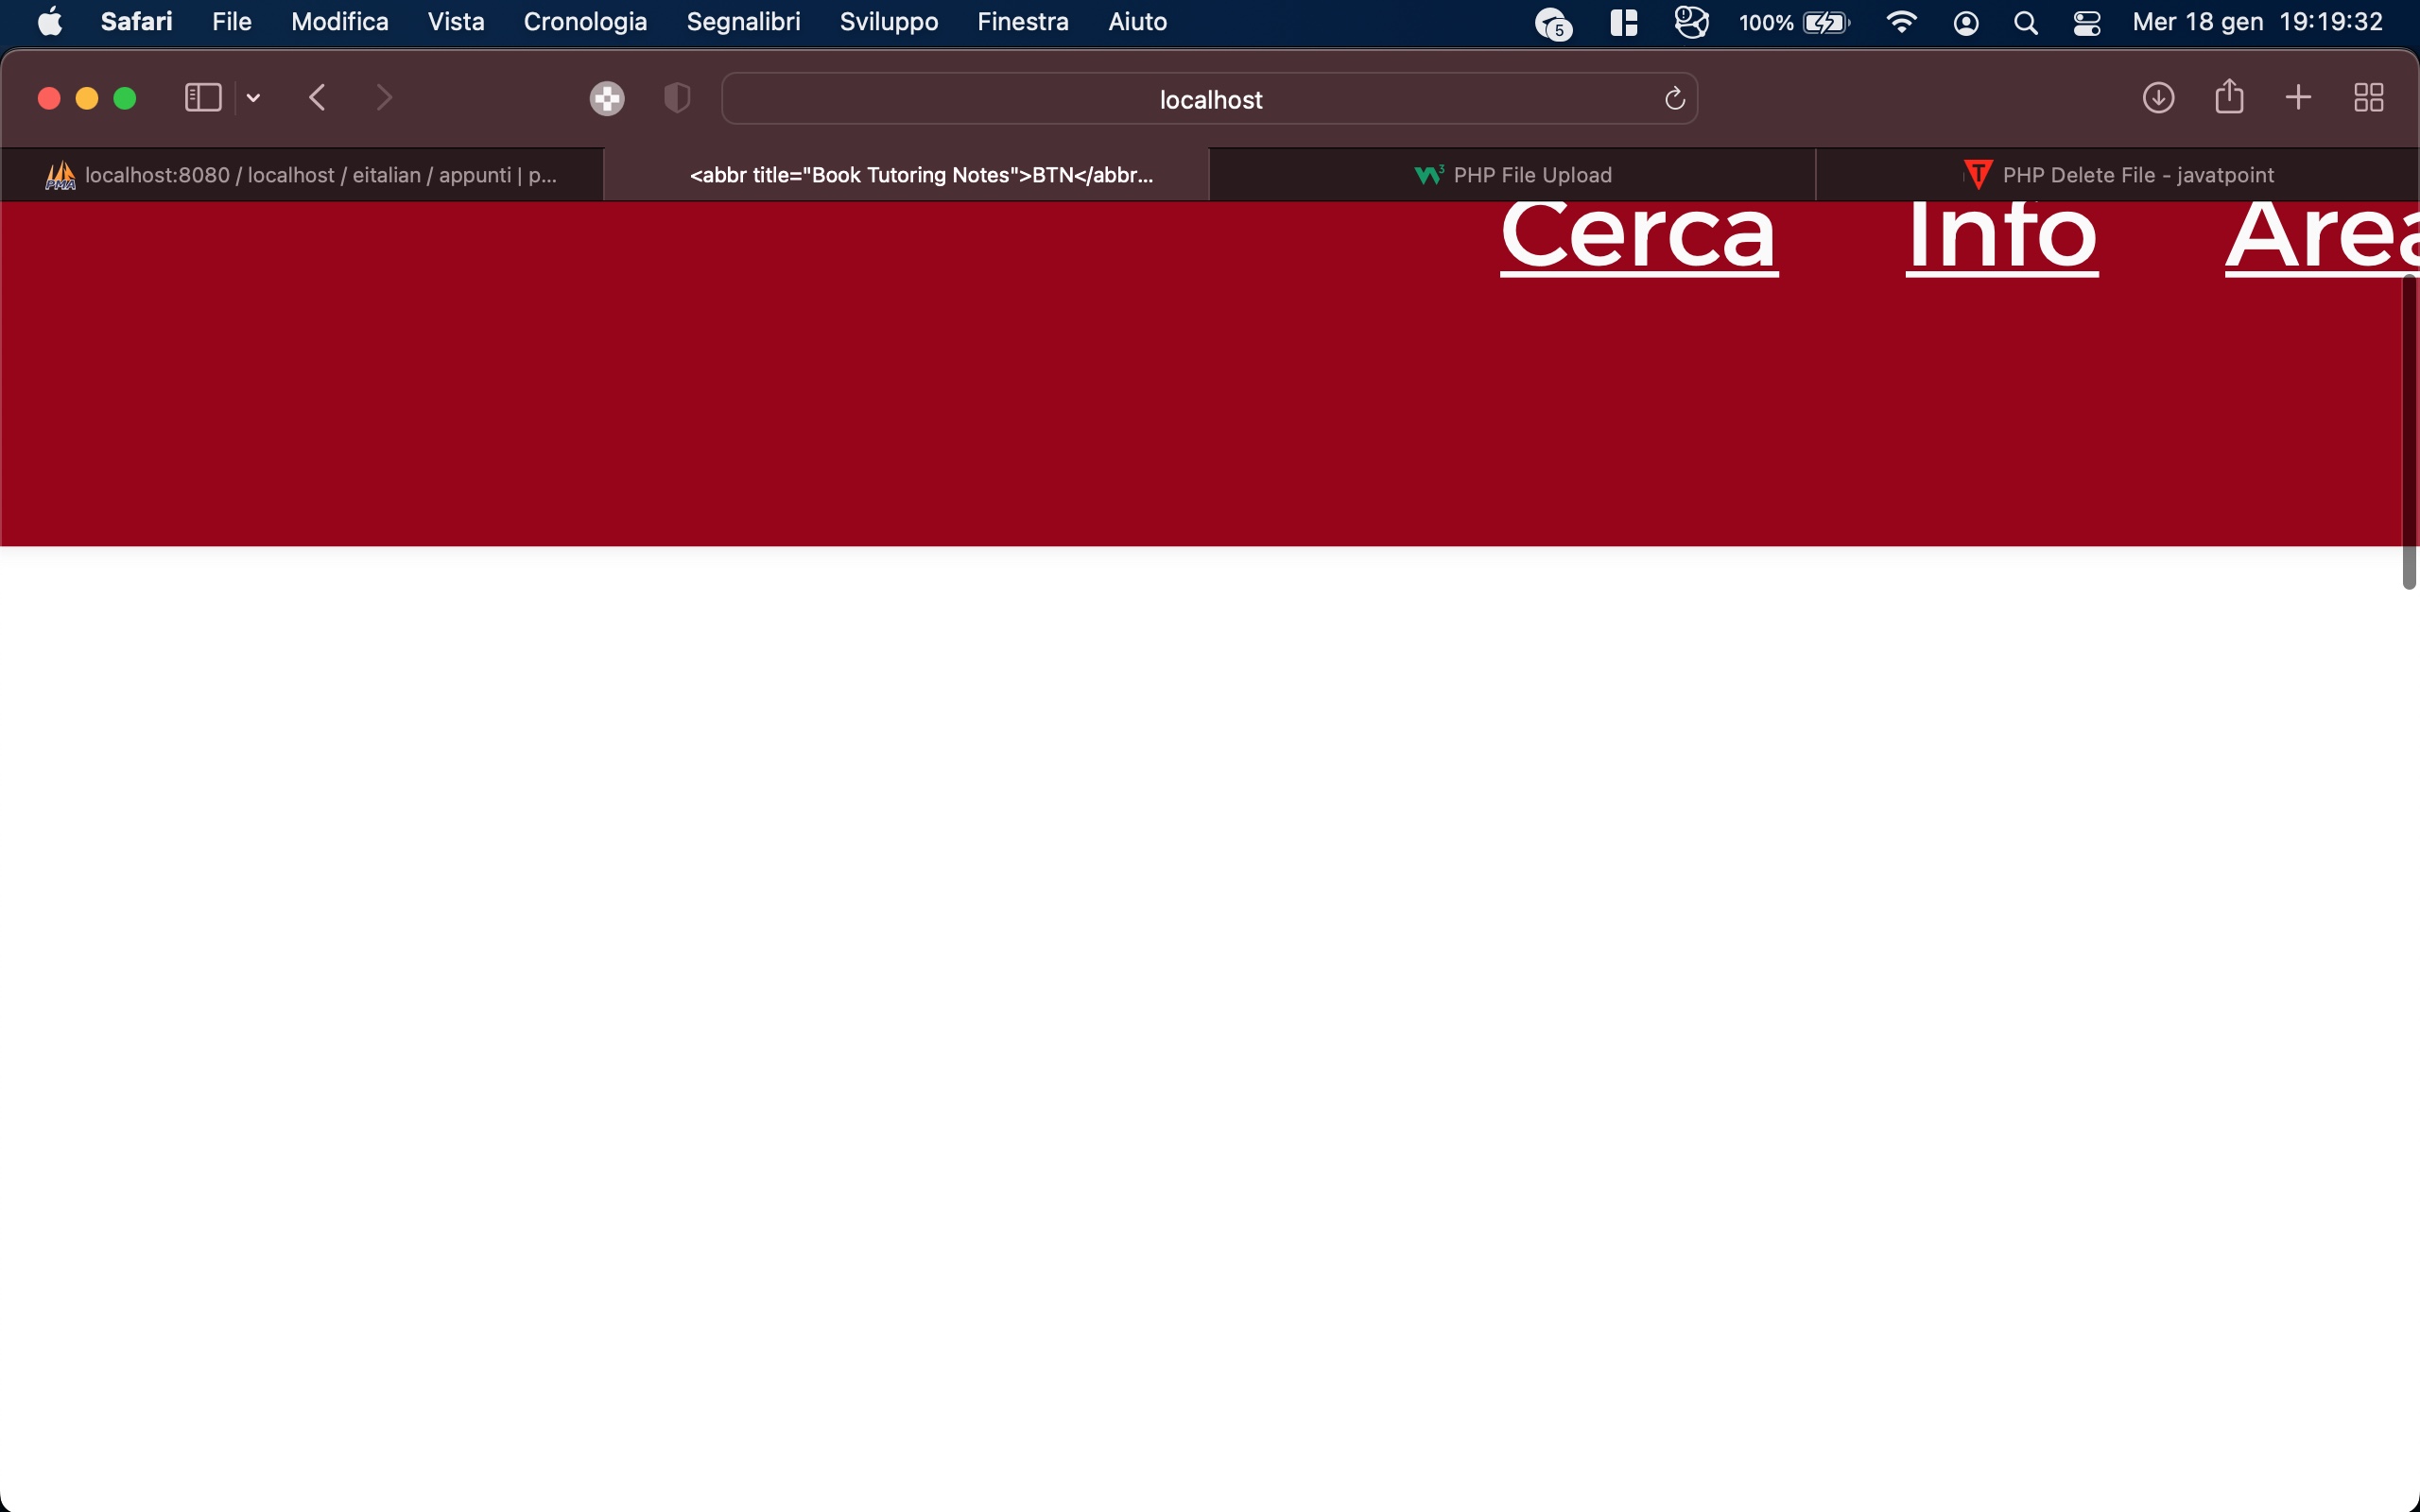 Safari File Modifica Vista Cronologia Segnalibri Sviluppo Finestra Aiuto 5 100% Mer 18 gen 19:19:32
localhost
PMA localhost:8080 / localhost / eitalian / appunti | p... <abbr title="Book Tutoring Notes">BTN</abbr... W3 PHP File Upload T PHP Delete File - javatpoint
Cerca Info Area